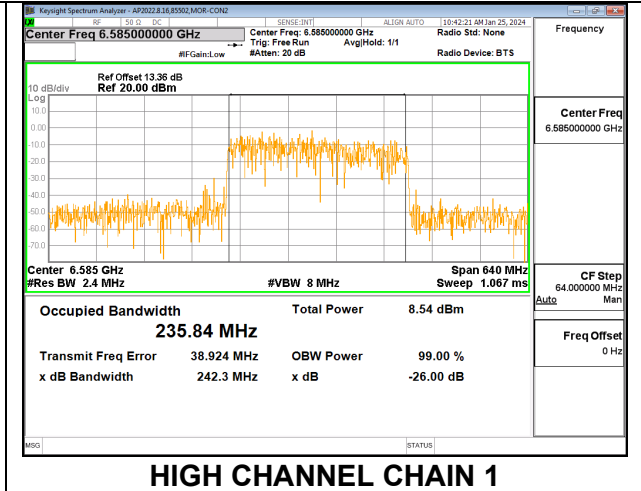 Keysight Spectrum Analyzer - AP2022.8.16,85502,MOR-CON2
RF 50 Ω DC SENSE:INT ALIGN AUTO 10:42:21 AM Jan 25, 2024
Center Freq 6.585000000 GHz Center Freq: 6.585000000 GHz Radio Std: None
Trig: Free Run Avg|Hold: 1/1
#IFGain:Low #Atten: 20 dB Radio Device: BTS
Frequency
Ref Offset 13.36 dB
10 dB/div Ref 20.00 dBm
Log
10.0
0.00
-10.0
-20.0
-30.0
-40.0
-50.0
-60.0
-70.0
Center Freq
6.585000000 GHz
Center 6.585 GHz Span 640 MHz
#Res BW 2.4 MHz #VBW 8 MHz Sweep 1.067 ms
CF Step
64.000000 MHz
Auto Man
Occupied Bandwidth Total Power 8.54 dBm
235.84 MHz
Transmit Freq Error 38.924 MHz OBW Power 99.00 %
x dB Bandwidth 242.3 MHz x dB -26.00 dB
Freq Offset
0 Hz
MSG STATUS
HIGH CHANNEL CHAIN 1